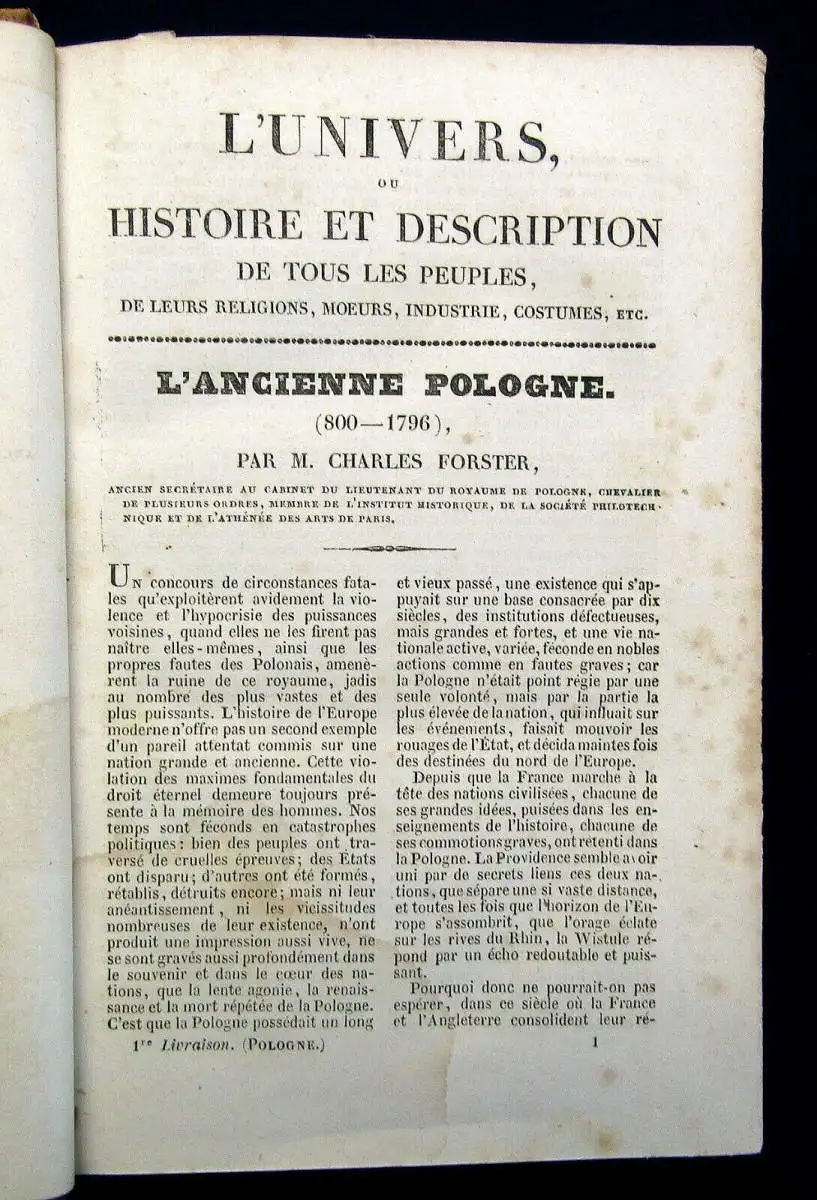 L'UNIVERS,
OU
HISTOIRE ET DESCRIPTION
DE TOUS LES PEUPLES,
DE LEURS RELIGIONS, MOEURS, INDUSTRIE, COSTUMES, ETC.
L'ANCIENNE POLOGNE.
(800—1796),
PAR M. CHARLES FORSTER,
ANCIEN SECRÉTAIRE AU CABINET DU LIEUTENANT DU ROYAUME DE POLOGNE, CHEVALIER
DE PLUSIEURS ORDRES, MEMBRE DE L'INSTITUT HISTORIQUE, DE LA SOCIÉTÉ PHILOTECH-
NIQUE ET DE L'ATHÉNÉE DES ARTS DE PARIS.
UN concours de circonstances fata-
les qu'exploitèrent avidement la vio-
lence et l'hypocrisie des puissances
voisines, quand elles ne les firent pas
naître elles-mêmes, ainsi que les
propres fautes des Polonais, amenè-
rent la ruine de ce royaume, jadis
au nombre des plus vastes et des
plus puissants. L'histoire de l'Europe
moderne n'offre pas un second exemple
d'un pareil attentat commis sur une
nation grande et ancienne. Cette vio-
lation des maximes fondamentales du
droit éternel demeure toujours pré-
sente à la mémoire des hommes. Nos
temps sont féconds en catastrophes
politiques : bien des peuples ont tra-
versé de cruelles épreuves ; des États
ont disparu ; d'autres ont été formés,
rétablis, détruits encore ; mais ni leur
anéantissement, ni les vicissitudes
nombreuses de leur existence, n'ont
produit une impression aussi vive, ne
se sont gravés aussi profondément dans
le souvenir et dans le cœur des na-
tions, que la lente agonie, la renais-
sance et la mort répétée de la Pologne.
C'est que la Pologne possédait un long
et vieux passé, une existence qui s'ap-
puyait sur une base consacrée par dix
siècles, des institutions défectueuses,
mais grandes et fortes, et une vie na-
tionale active, variée, féconde en nobles
actions comme en fautes graves ; car
la Pologne n'était point régie par une
seule volonté, mais par la partie la
plus élevée de la nation, qui influait sur
les événements, faisait mouvoir les
rouages de l'État, et décida maintes fois
des destinées du nord de l'Europe.
Depuis que la France marche à la
tête des nations civilisées, chacune de
ses grandes idées, puisées dans les en-
seignements de l'histoire, chacune de
ses commotions graves, ont retenti dans
la Pologne. La Providence semble avoir
uni par de secrets liens ces deux na-
tions, que sépare une si vaste distance,
et toutes les fois que l'horizon de l'Eu-
rope s'assombrit, que l'orage éclate
sur les rives du Rhin, la Wistule ré-
pond par un écho redoutable et puis-
sant.
Pourquoi donc ne pourrait-on pas
espérer, dans ce siècle où la France
et l'Angleterre consolident leur ré-
1re Livraison. (POLOGNE.)
1